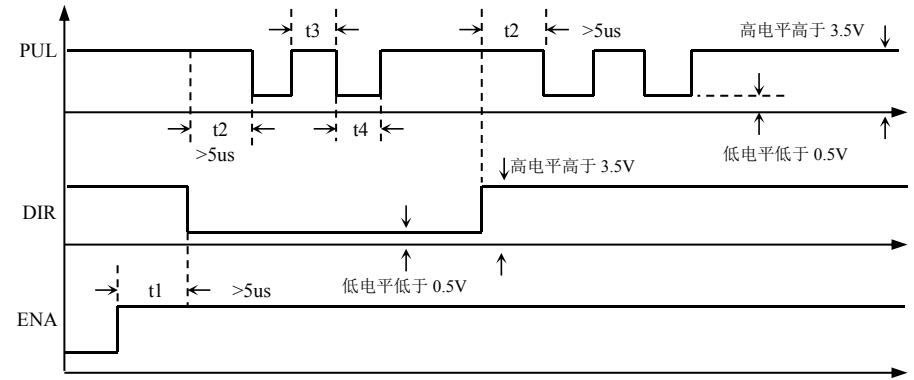 t3
t2
>5us
高电平高于 3.5V
PUL
t2
t4
>5us
低电平低于 0.5V
高电平高于 3.5V
DIR
t1
>5us
低电平低于 0.5V
ENA